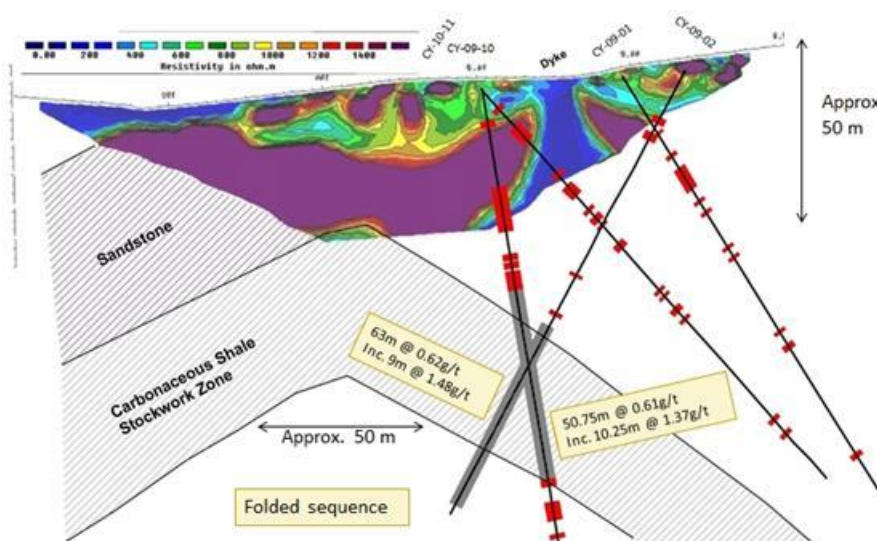 CY-10-11
CY-09-10
Dyke
CY-09-01
CY-09-02
0.00 200 400 600 800 1000 1200 1400
Resistivity in ohm.m
Approx.
50 m
Sandstone
Carbonaceous Shale
Stockwork Zone
63m @ 0.62g/t
Inc. 9m @ 1.48g/t
50.75m @ 0.61g/t
Inc. 10.25m @ 1.37g/t
Approx. 50 m
Folded sequence